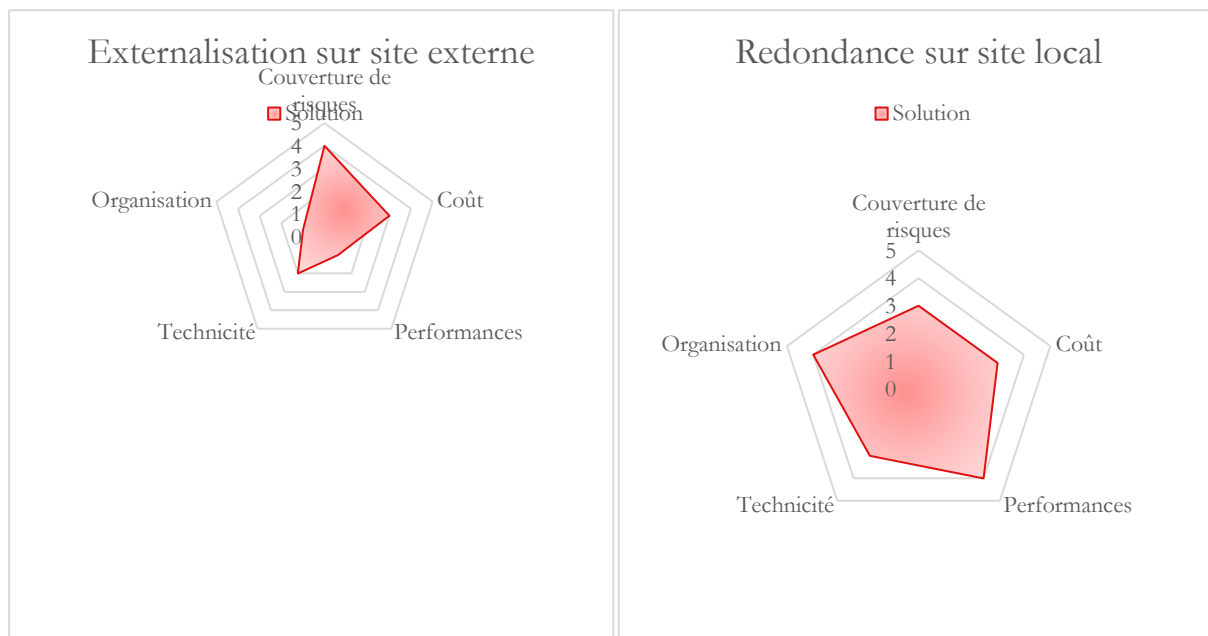 Externalisation sur site externe
Couverture de
risques
Solution
5
4
3
2
1
0
Coût
Performances
Technicité
Organisation
Redondance sur site local
Solution
Couverture de
risques
5
4
3
2
1
0
Coût
Performances
Technicité
Organisation